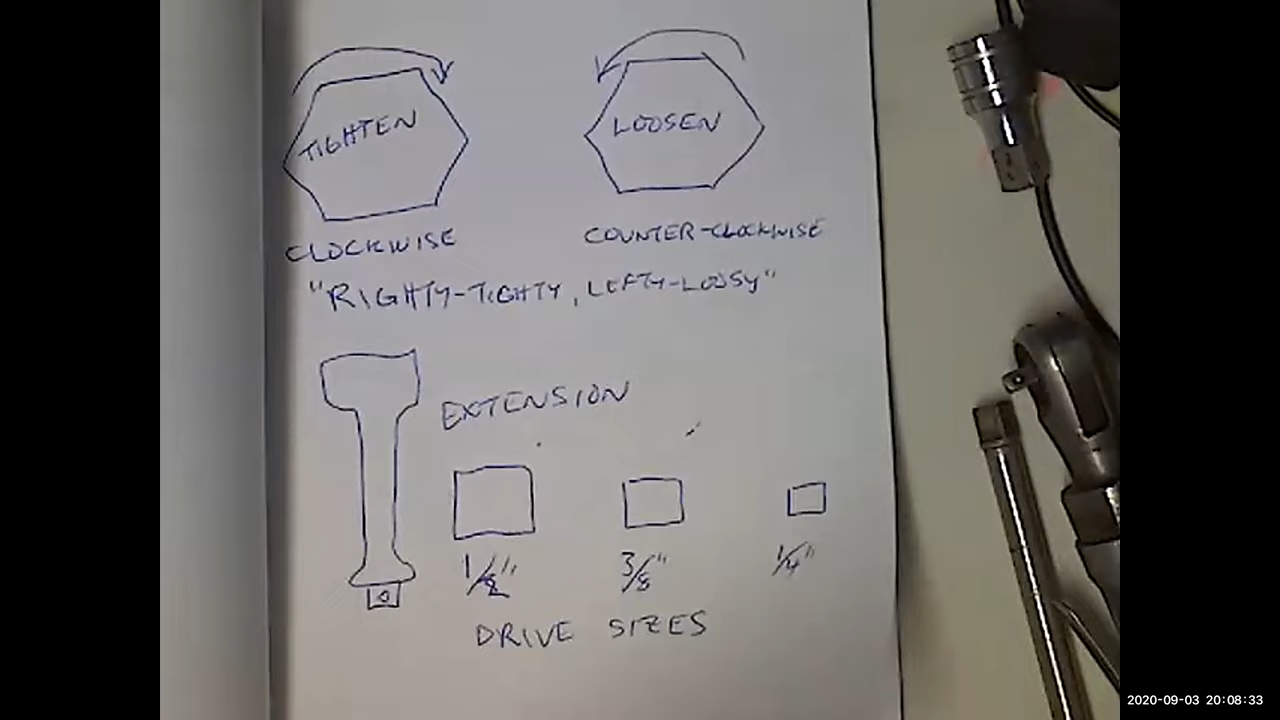 TIGHTEN
LOOSEN
CLOCKWISE
COUNTER-CLOCKWISE
"RIGHTY-TIGHTY, LEFTY-LOOSY"
EXTENSION
1/2" 3/8" 1/4"
DRIVE SIZES
2020-09-03 20:08:33